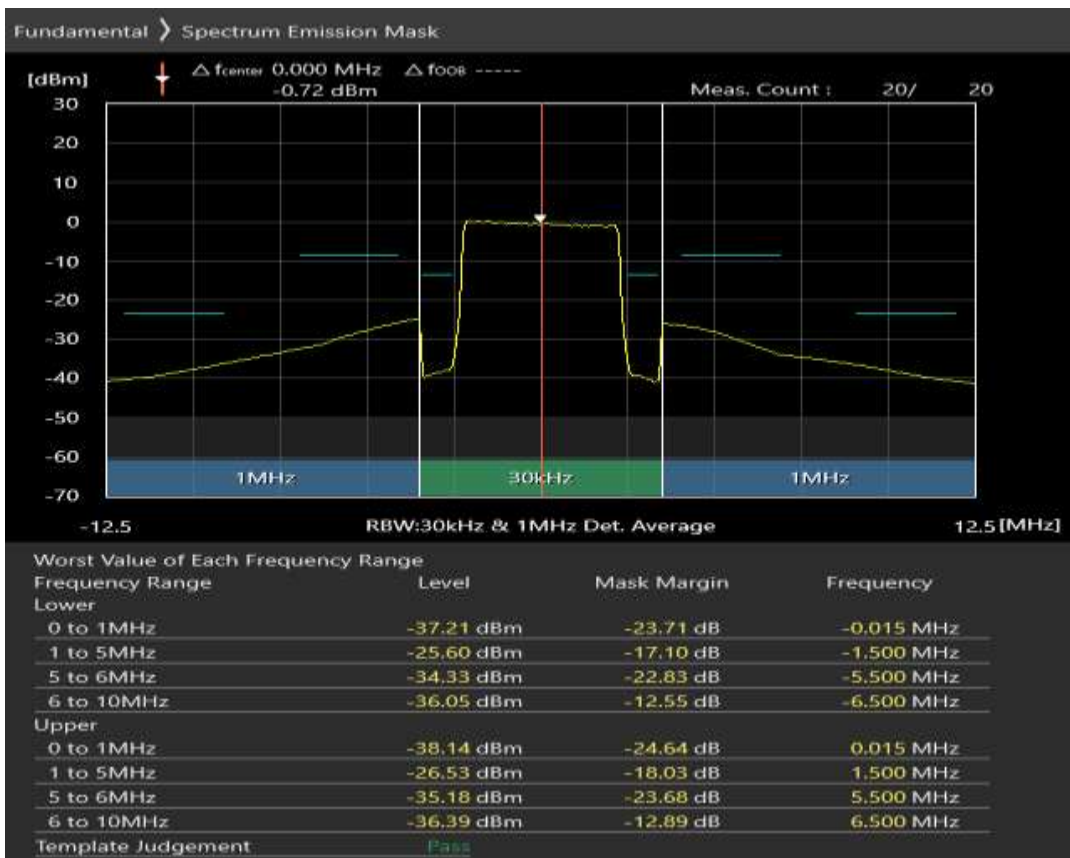 Fundamental ❯ Spectrum Emission Mask
[dBm] △ fcenter 0.000 MHz △ fOOB -----
-0.72 dBm Meas. Count : 20/ 20
30
20
10
0
-10
-20
-30
-40
-50
-60
1MHz 30kHz 1MHz
-70
-12.5 RBW:30kHz & 1MHz Det. Average 12.5 [MHz]
Worst Value of Each Frequency Range
Frequency Range Level Mask Margin Frequency
Lower
0 to 1MHz -37.21 dBm -23.71 dB -0.015 MHz
1 to 5MHz -25.60 dBm -17.10 dB -1.500 MHz
5 to 6MHz -34.33 dBm -22.83 dB -5.500 MHz
6 to 10MHz -36.05 dBm -12.55 dB -6.500 MHz
Upper
0 to 1MHz -38.14 dBm -24.64 dB 0.015 MHz
1 to 5MHz -26.53 dBm -18.03 dB 1.500 MHz
5 to 6MHz -35.18 dBm -23.68 dB 5.500 MHz
6 to 10MHz -36.39 dBm -12.89 dB 6.500 MHz
Template Judgement Pass